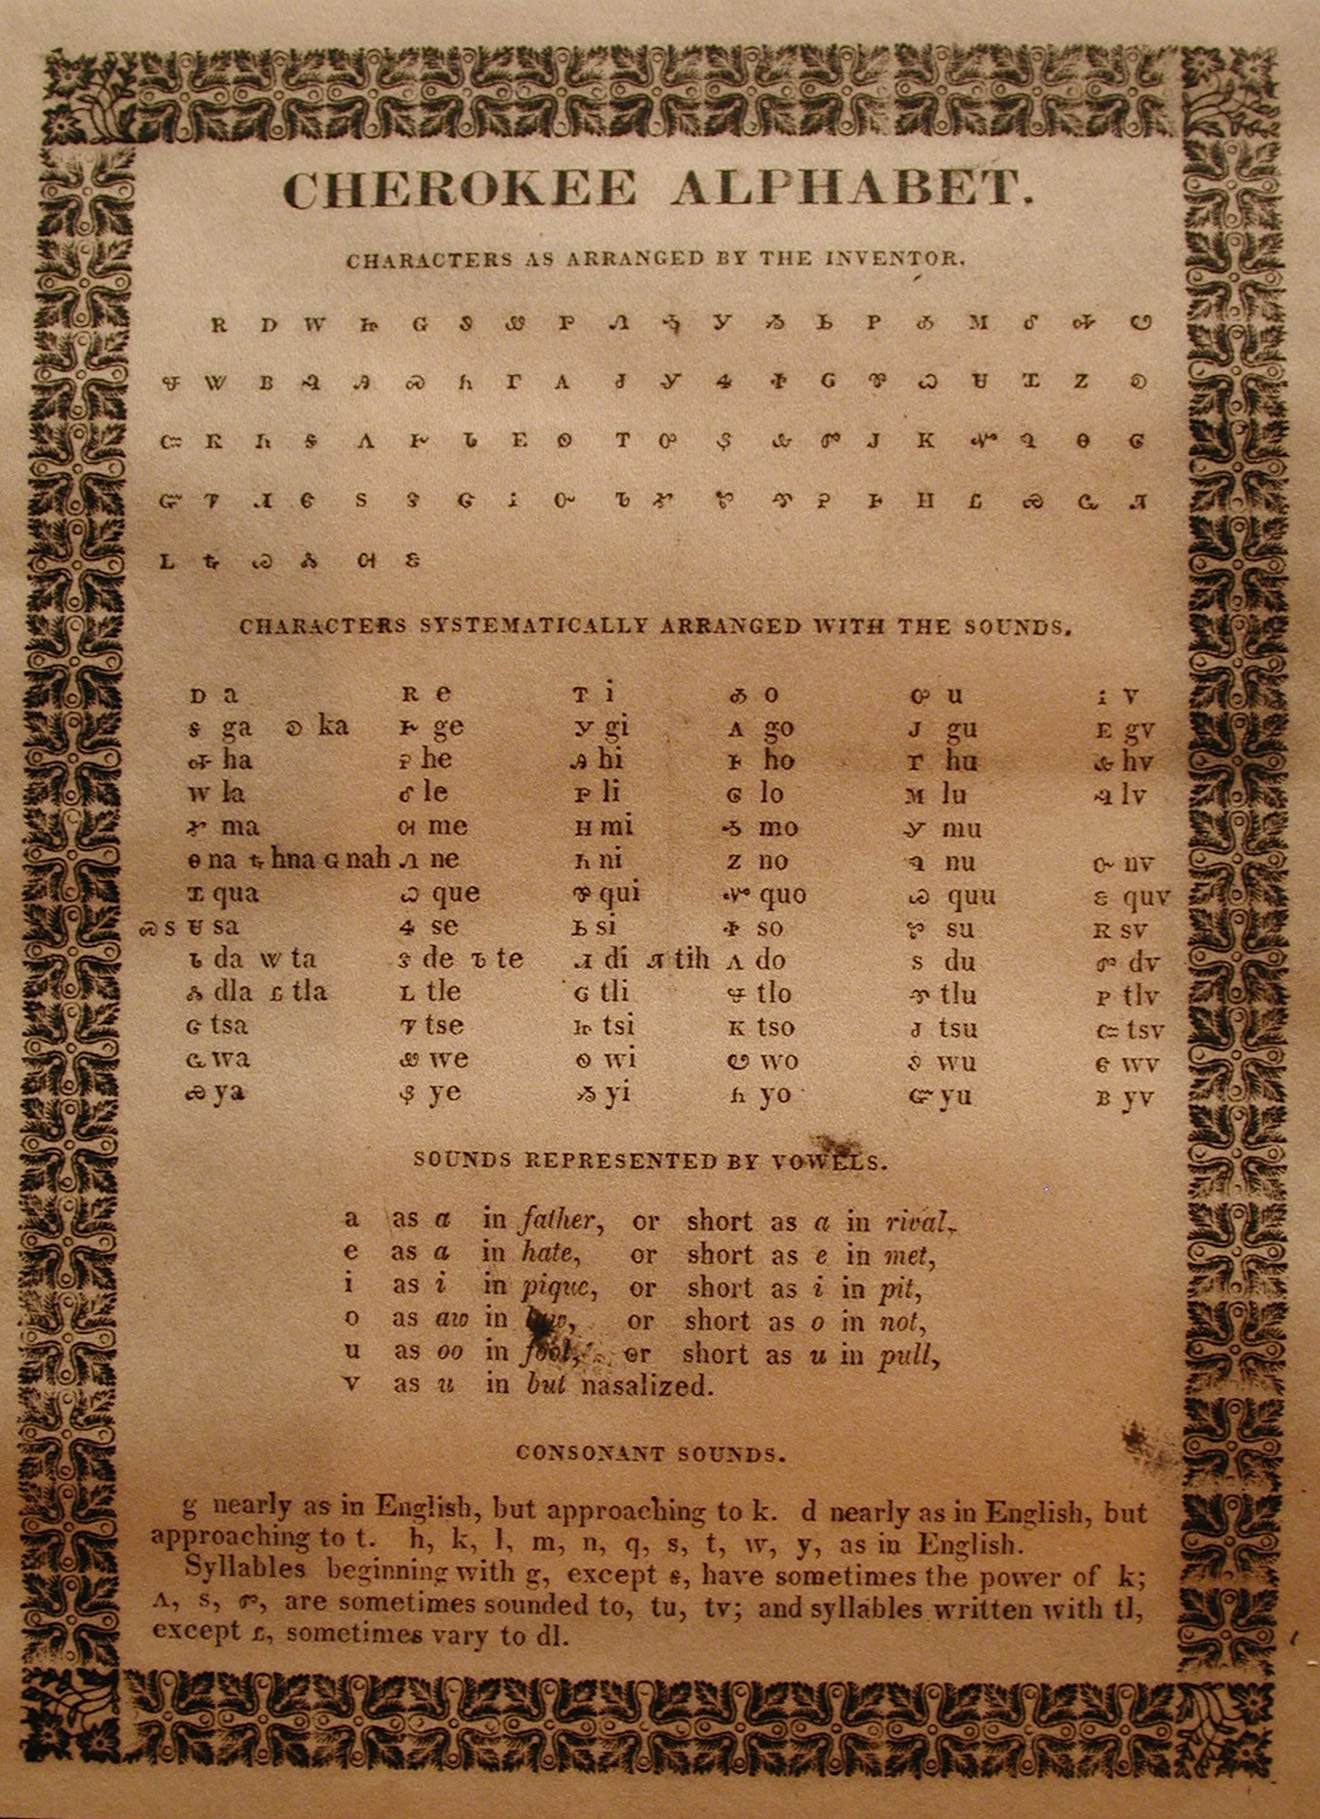 CHEROKEE ALPHABET.
CHARACTERS AS ARRANGED BY THE INVENTOR.
Ꭱ Ꭰ Ꮃ Ꮵ Ꮐ Ꮽ Ꮺ Ꮅ Ꮑ Ꮌ Ꭹ Ᏹ Ꮟ Ꮲ Ꭳ Ꮇ Ꮄ Ꭽ Ꮼ
Ꮰ Ꮤ Ᏼ Ꮈ Ꭿ Ꮝ Ᏺ Ꮁ Ꭺ Ꮷ Ꮍ Ꮞ Ꮠ Ꮯ Ꮘ Ꮗ Ꮜ Ꮖ Ꮓ Ꭷ
Ꮸ Ꮢ Ꮒ Ꭶ Ꮩ Ꭸ Ꮣ Ꭼ Ꮻ Ꭲ Ꭴ Ᏸ Ꮂ Ꮫ Ꭻ Ꮶ Ꮙ Ꮔ Ꮎ Ꮆ
Ᏻ Ꮴ Ꮧ Ꮾ Ꮪ Ꮥ Ꮳ Ꭵ Ꮕ Ꮦ Ꮉ Ꮡ Ꮱ Ꭾ Ꮀ Ꮋ Ꮭ Ꮿ Ꮹ Ꮨ
Ꮮ Ꮏ Ꮚ Ꮬ Ꮊ Ꮛ
CHARACTERS SYSTEMATICALLY ARRANGED WITH THE SOUNDS.
Ꭰ a Ꭱ e Ꭲ i Ꭳ o Ꭴ u Ꭵ v
Ꭶ ga Ꭷ ka Ꭸ ge Ꭹ gi Ꭺ go Ꭻ gu Ꭼ gv
Ꭽ ha Ꭾ he Ꭿ hi Ꮀ ho Ꮁ hu Ꮂ hv
Ꮃ la Ꮄ le Ꮅ li Ꮆ lo Ꮇ lu Ꮈ lv
Ꮉ ma Ꮊ me Ꮋ mi Ꮌ mo Ꮍ mu
Ꮎ na Ꮏ hna Ꮐ nah Ꮑ ne Ꮒ ni Ꮓ no Ꮔ nu Ꮕ nv
Ꮖ qua Ꮗ que Ꮘ qui Ꮙ quo Ꮚ quu Ꮛ quv
Ꮝ s Ꮜ sa Ꮞ se Ꮟ si Ꮠ so Ꮡ su Ꮢ sv
Ꮣ da Ꮤ ta Ꮥ de Ꮦ te Ꮧ di Ꮨ tih Ꮩ do Ꮪ du Ꮫ dv
Ꮬ dla Ꮭ tla Ꮮ tle Ꮯ tli Ꮰ tlo Ꮱ tlu Ꮲ tlv
Ꮳ tsa Ꮴ tse Ꮵ tsi Ꮶ tso Ꮷ tsu Ꮸ tsv
Ꮹ wa Ꮺ we Ꮻ wi Ꮼ wo Ꮽ wu Ꮾ wv
Ꮿ ya Ᏸ ye Ᏹ yi Ᏺ yo Ᏻ yu Ᏼ yv
SOUNDS REPRESENTED BY VOWELS.
a as a in father, or short as a in rival,
e as a in hate, or short as e in met,
i as i in pique, or short as i in pit,
o as aw in law, or short as o in not,
u as oo in fool, or short as u in pull,
v as u in but nasalized.
CONSONANT SOUNDS.
g nearly as in English, but approaching to k. d nearly as in English, but
approaching to t. h, k, l, m, n, q, s, t, w, y, as in English.
Syllables beginning with g, except Ꭶ, have sometimes the power of k;
Ꮩ, Ꮪ, Ꮫ, are sometimes sounded to, tu, tv; and syllables written with tl,
except Ꮭ, sometimes vary to dl.